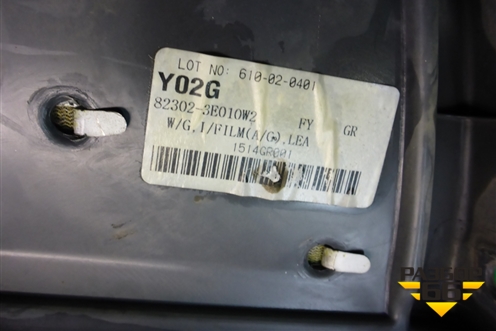 LOT NO: 610-02-0401
Y02G
82302-3E010W2 FY GR
W/G.I/FILM(A/G),LEA
1514GR001